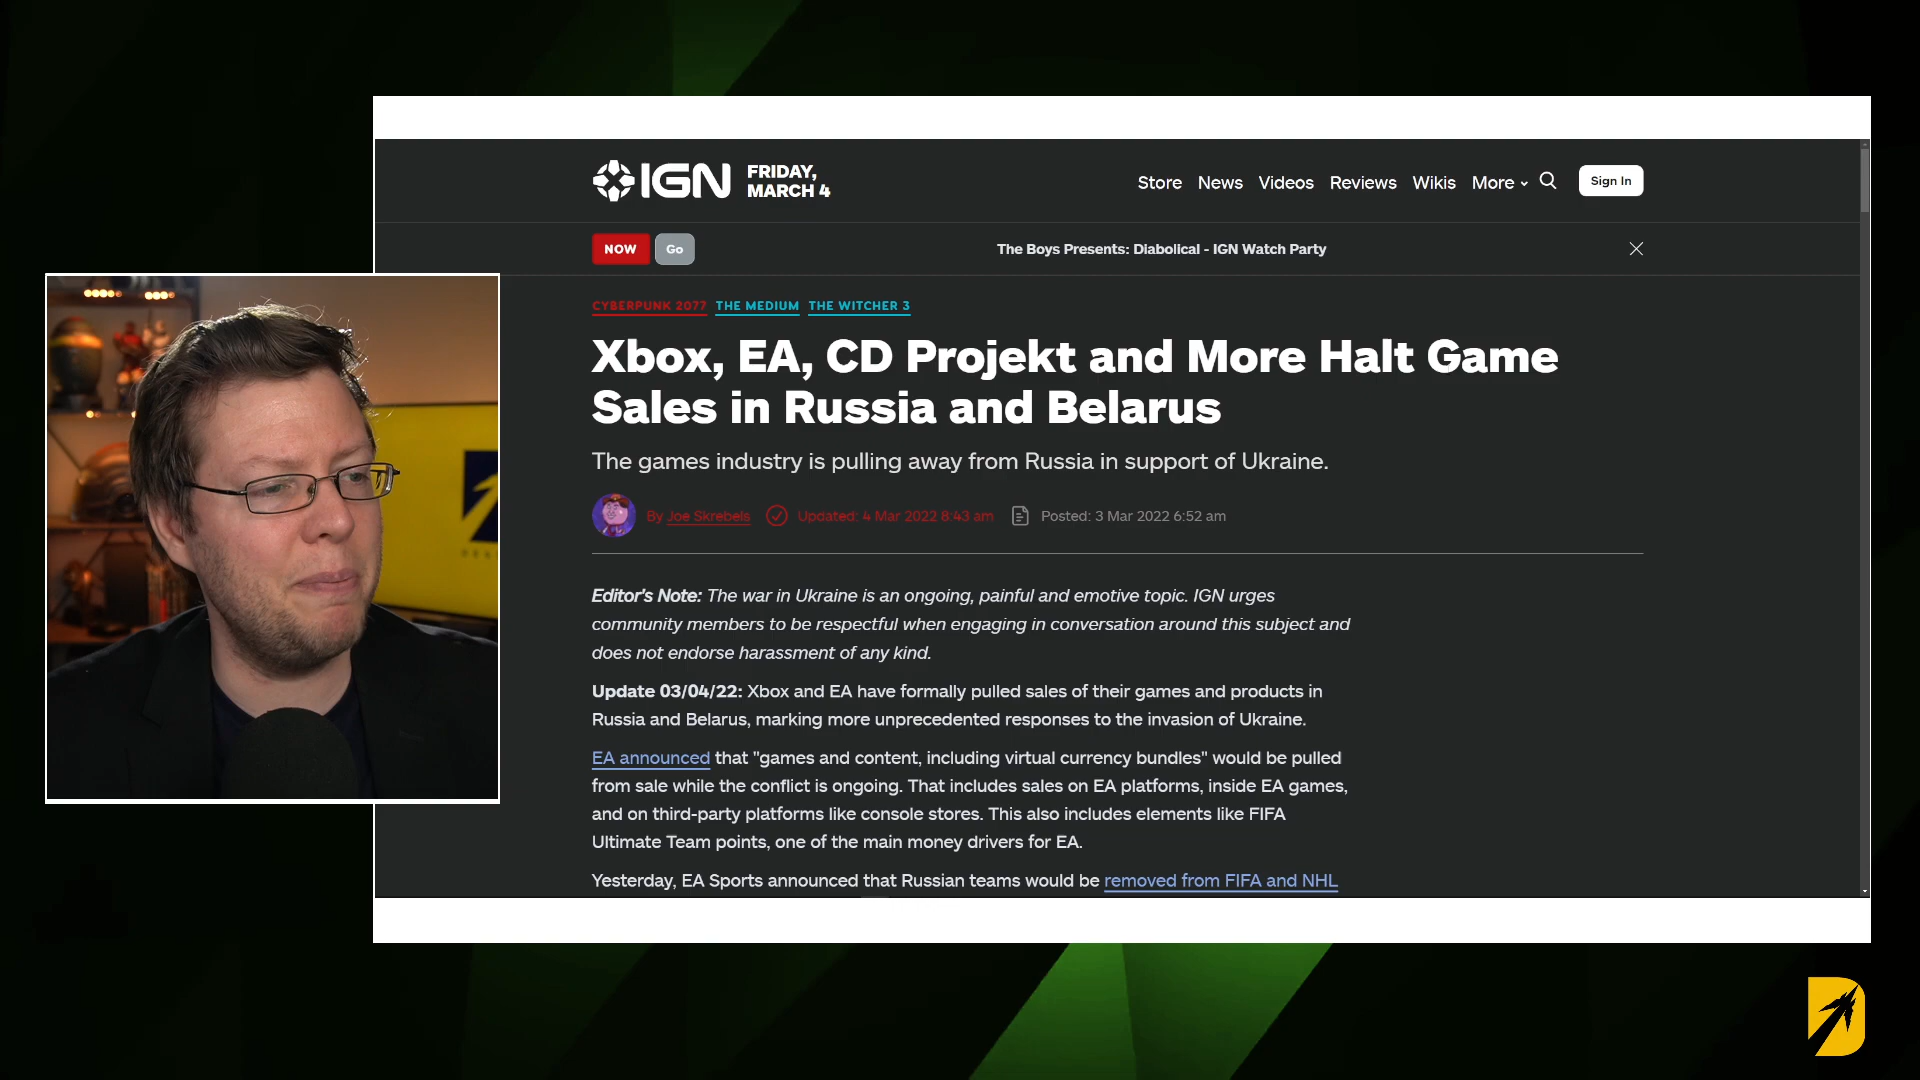 IGN
FRIDAY,
MARCH 4
Store News Videos Reviews Wikis More
Sign In
NOW Go
The Boys Presents: Diabolical - IGN Watch Party
CYBERPUNK 2077 THE MEDIUM THE WITCHER 3
Xbox, EA, CD Projekt and More Halt Game
Sales in Russia and Belarus
The games industry is pulling away from Russia in support of Ukraine.
By Joe Skrebels Updated: 4 Mar 2022 8:43 am Posted: 3 Mar 2022 6:52 am
Editor's Note: The war in Ukraine is an ongoing, painful and emotive topic. IGN urges
community members to be respectful when engaging in conversation around this subject and
does not endorse harassment of any kind.
Update 03/04/22: Xbox and EA have formally pulled sales of their games and products in
Russia and Belarus, marking more unprecedented responses to the invasion of Ukraine.
EA announced that "games and content, including virtual currency bundles" would be pulled
from sale while the conflict is ongoing. That includes sales on EA platforms, inside EA games,
and on third-party platforms like console stores. This also includes elements like FIFA
Ultimate Team points, one of the main money drivers for EA.
Yesterday, EA Sports announced that Russian teams would be removed from FIFA and NHL